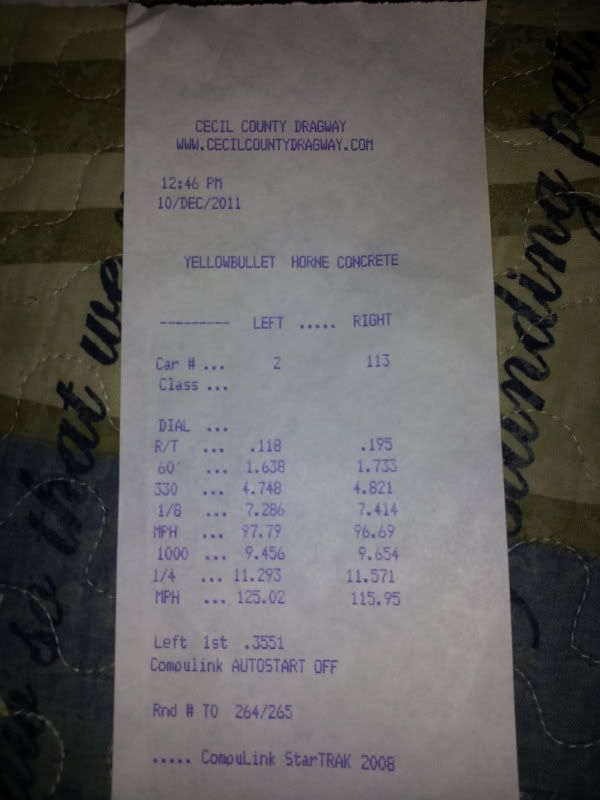 CECIL COUNTY DRAGWAY
WWW.CECILCOUNTYDRAGWAY.COM
12:46 PM
10/DEC/2011
YELLOWBULLET HORNE CONCRETE
---------- LEFT ..... RIGHT
Car # ... 2 113
Class ...
DIAL ...
R/T ... .118 .195
60' ... 1.638 1.733
330 ... 4.748 4.821
1/8 ... 7.286 7.414
MPH ... 97.79 96.69
1000 ... 9.456 9.654
1/4 ... 11.293 11.571
MPH ... 125.02 115.95
Left 1st .3551
Compulink AUTOSTART OFF
Rnd # TO 264/265
..... CompuLink StarTRAK 2008
so that we